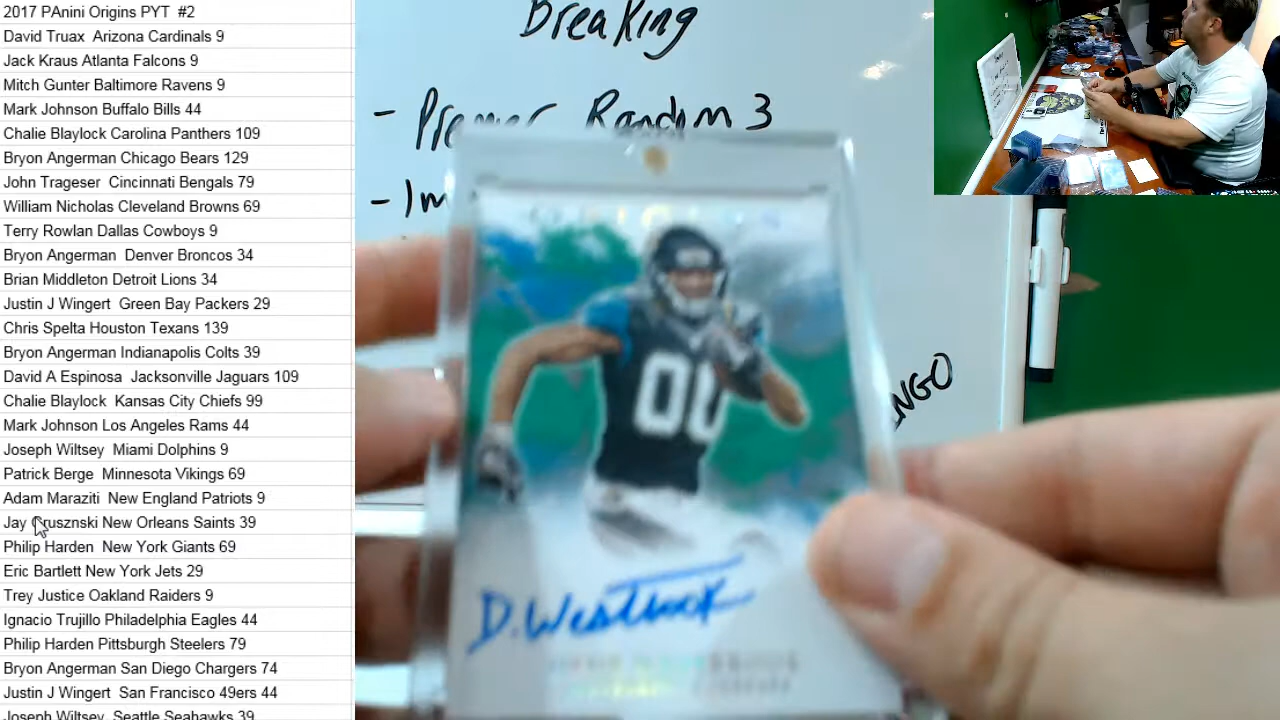 2017 PAnini Origins PYT #2
David Truax Arizona Cardinals 9
Jack Kraus Atlanta Falcons 9
Mitch Gunter Baltimore Ravens 9
Mark Johnson Buffalo Bills 44
Chalie Blaylock Carolina Panthers 109
Bryon Angerman Chicago Bears 129
John Trageser Cincinnati Bengals 79
William Nicholas Cleveland Browns 69
Terry Rowlan Dallas Cowboys 9
Bryon Angerman Denver Broncos 34
Brian Middleton Detroit Lions 34
Justin J Wingert Green Bay Packers 29
Chris Spelta Houston Texans 139
Bryon Angerman Indianapolis Colts 39
David A Espinosa Jacksonville Jaguars 109
Chalie Blaylock Kansas City Chiefs 99
Mark Johnson Los Angeles Rams 44
Joseph Wiltsey Miami Dolphins 9
Patrick Berge Minnesota Vikings 69
Adam Maraziti New England Patriots 9
Jay Grusznski New Orleans Saints 39
Philip Harden New York Giants 69
Eric Bartlett New York Jets 29
Trey Justice Oakland Raiders 9
Ignacio Trujillo Philadelphia Eagles 44
Philip Harden Pittsburgh Steelers 79
Bryon Angerman San Diego Chargers 74
Justin J Wingert San Francisco 49ers 44
Joseph Wiltsey Seattle Seahawks 39
Breaking
- Premier Random 3
- Im
NGO
00
D. Westbrook